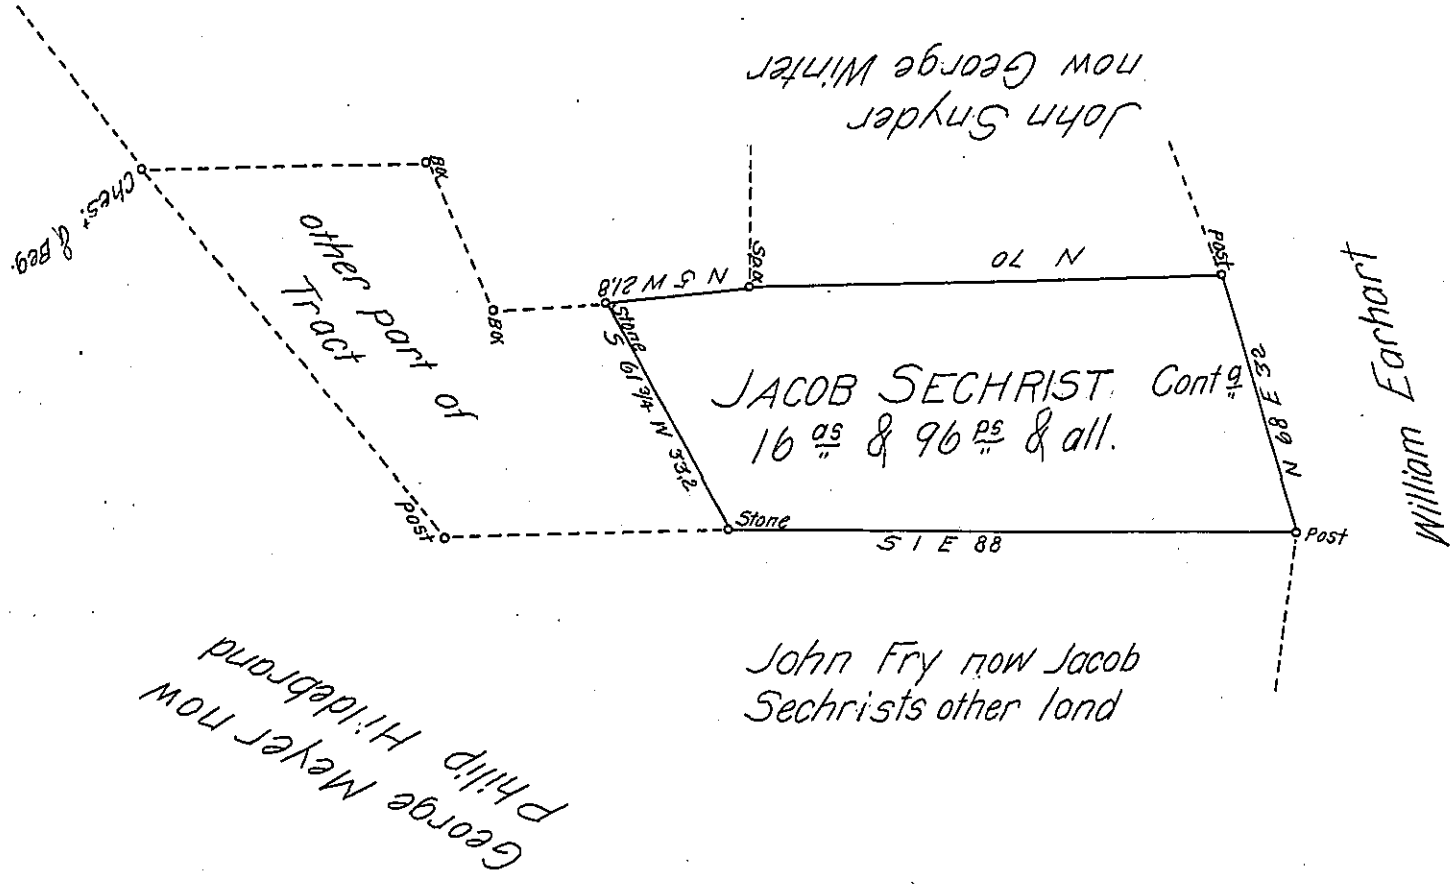 John Snyder
now George Winter
Ches.t & Beg.
BO
BO
other part of
Tract
Post
Stone
N 5 W 21,8
Sp.o
N 70
Post
S 61 3/4 W 33,2
JACOB SECHRIST. Contg
16 as & 96 ps & all.
N 68 E 32
William Earhart
Stone
S 1 E 88
Post
John Fry now Jacob
Sechrists other land
George Meyer now
Philip Hildebrand